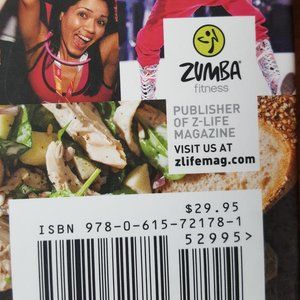 ZUMBA
fitness
PUBLISHER
OF Z-LIFE
MAGAZINE
VISIT US AT
zlifemag.com
$29.95
ISBN 978-0-615-72178-1
52995>